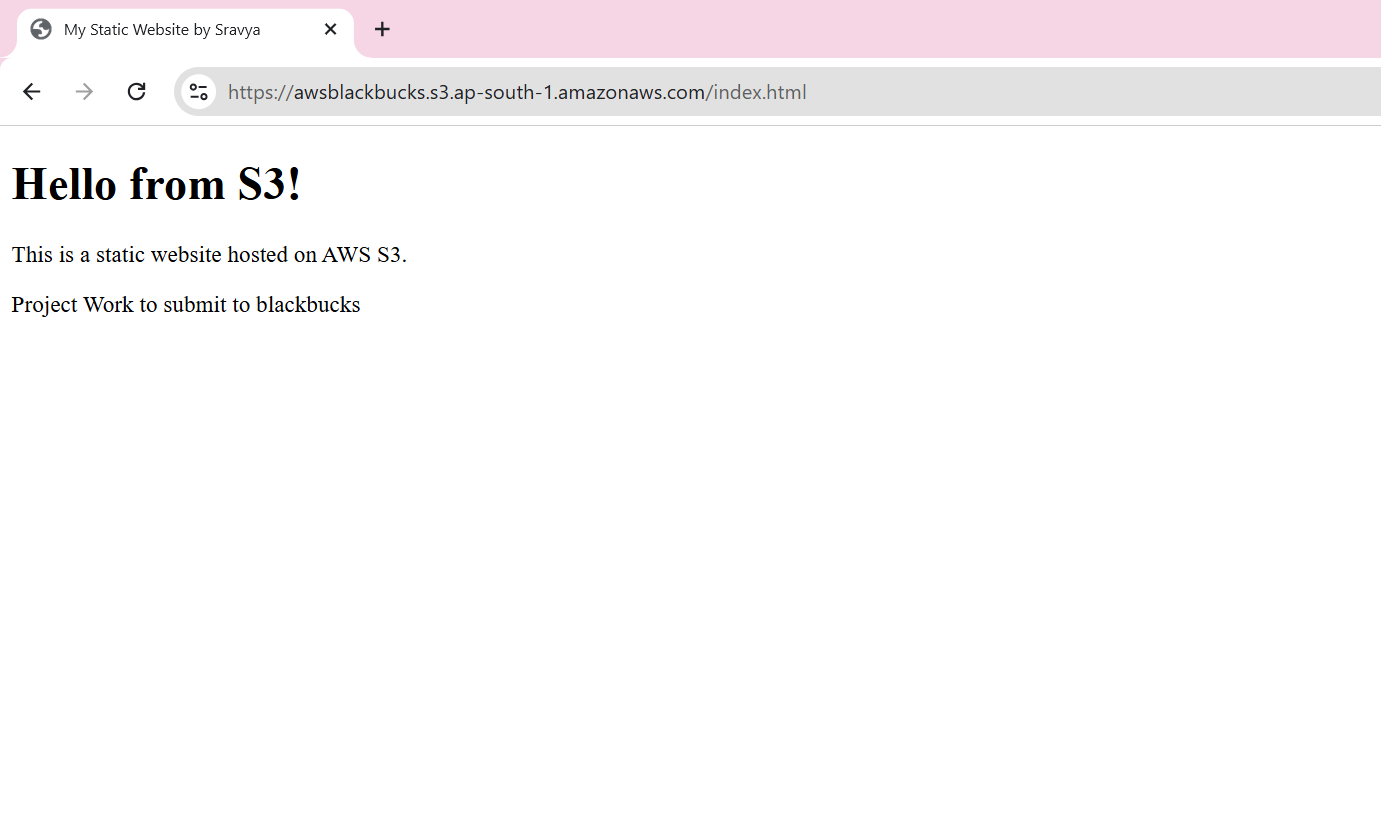 My Static Website by Sravya
https://awsblackbucks.s3.ap-south-1.amazonaws.com/index.html
Hello from S3!
This is a static website hosted on AWS S3.
Project Work to submit to blackbucks